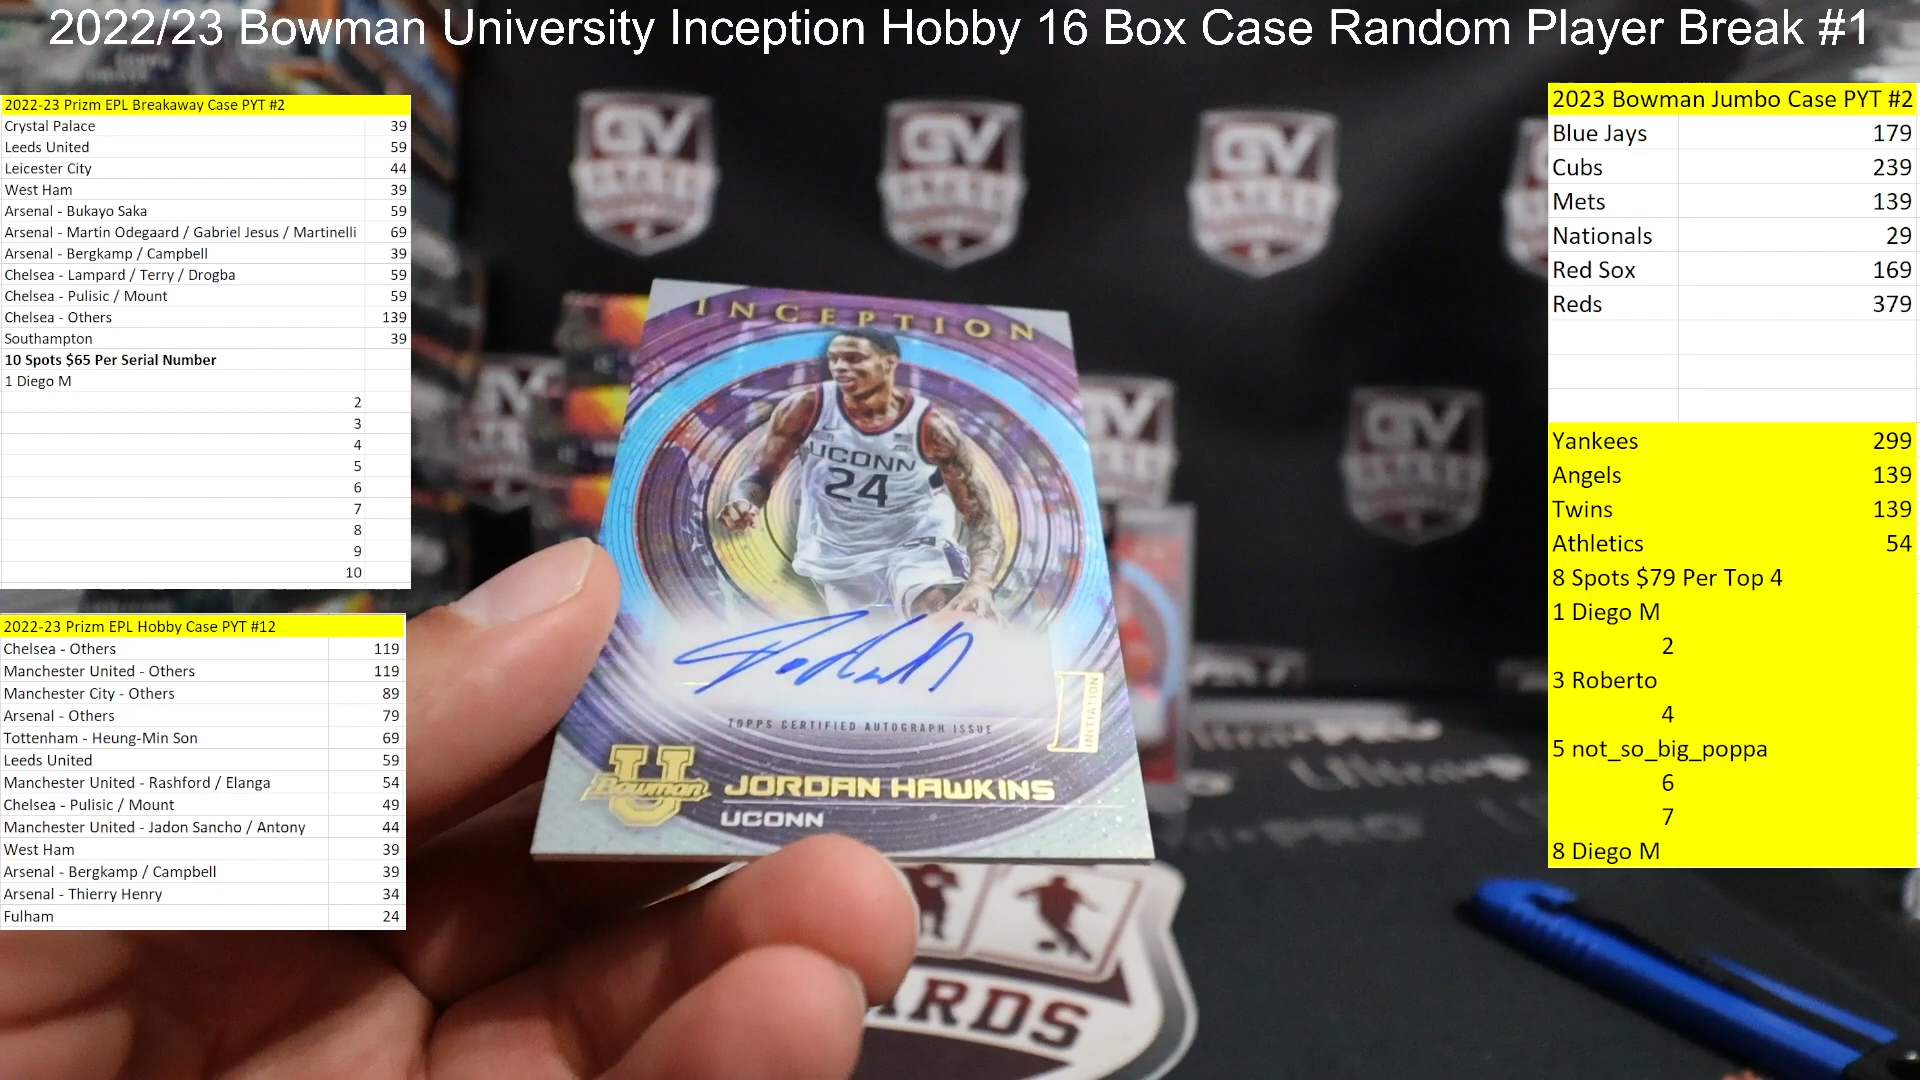 2022/23 Bowman University Inception Hobby 16 Box Case Random Player Break #1
2022-23 Prizm EPL Breakaway Case PYT #2
Crystal Palace 39
Leeds United 59
Leicester City 44
West Ham 39
Arsenal - Bukayo Saka 59
Arsenal - Martin Odegaard / Gabriel Jesus / Martinelli 69
Arsenal - Bergkamp / Campbell 39
Chelsea - Lampard / Terry / Drogba 59
Chelsea - Pulisic / Mount 59
Chelsea - Others 139
Southampton 39
10 Spots $65 Per Serial Number
1 Diego M
2
3
4
5
6
7
8
9
10
2022-23 Prizm EPL Hobby Case PYT #12
Chelsea - Others 119
Manchester United - Others 119
Manchester City - Others 89
Arsenal - Others 79
Tottenham - Heung-Min Son 69
Leeds United 59
Manchester United - Rashford / Elanga 54
Chelsea - Pulisic / Mount 49
Manchester United - Jadon Sancho / Antony 44
West Ham 39
Arsenal - Bergkamp / Campbell 39
Arsenal - Thierry Henry 34
Fulham 24
INCEPTION
UCONN
24
TOPPS CERTIFIED AUTOGRAPH ISSUE
INITIATION
U
Bowman
JORDAN HAWKINS
UCONN
GV
GV
GV
GV
GV
ARDS
2023 Bowman Jumbo Case PYT #2
Blue Jays 179
Cubs 239
Mets 139
Nationals 29
Red Sox 169
Reds 379
Yankees 299
Angels 139
Twins 139
Athletics 54
8 Spots $79 Per Top 4
1 Diego M
2
3 Roberto
4
5 not_so_big_poppa
6
7
8 Diego M